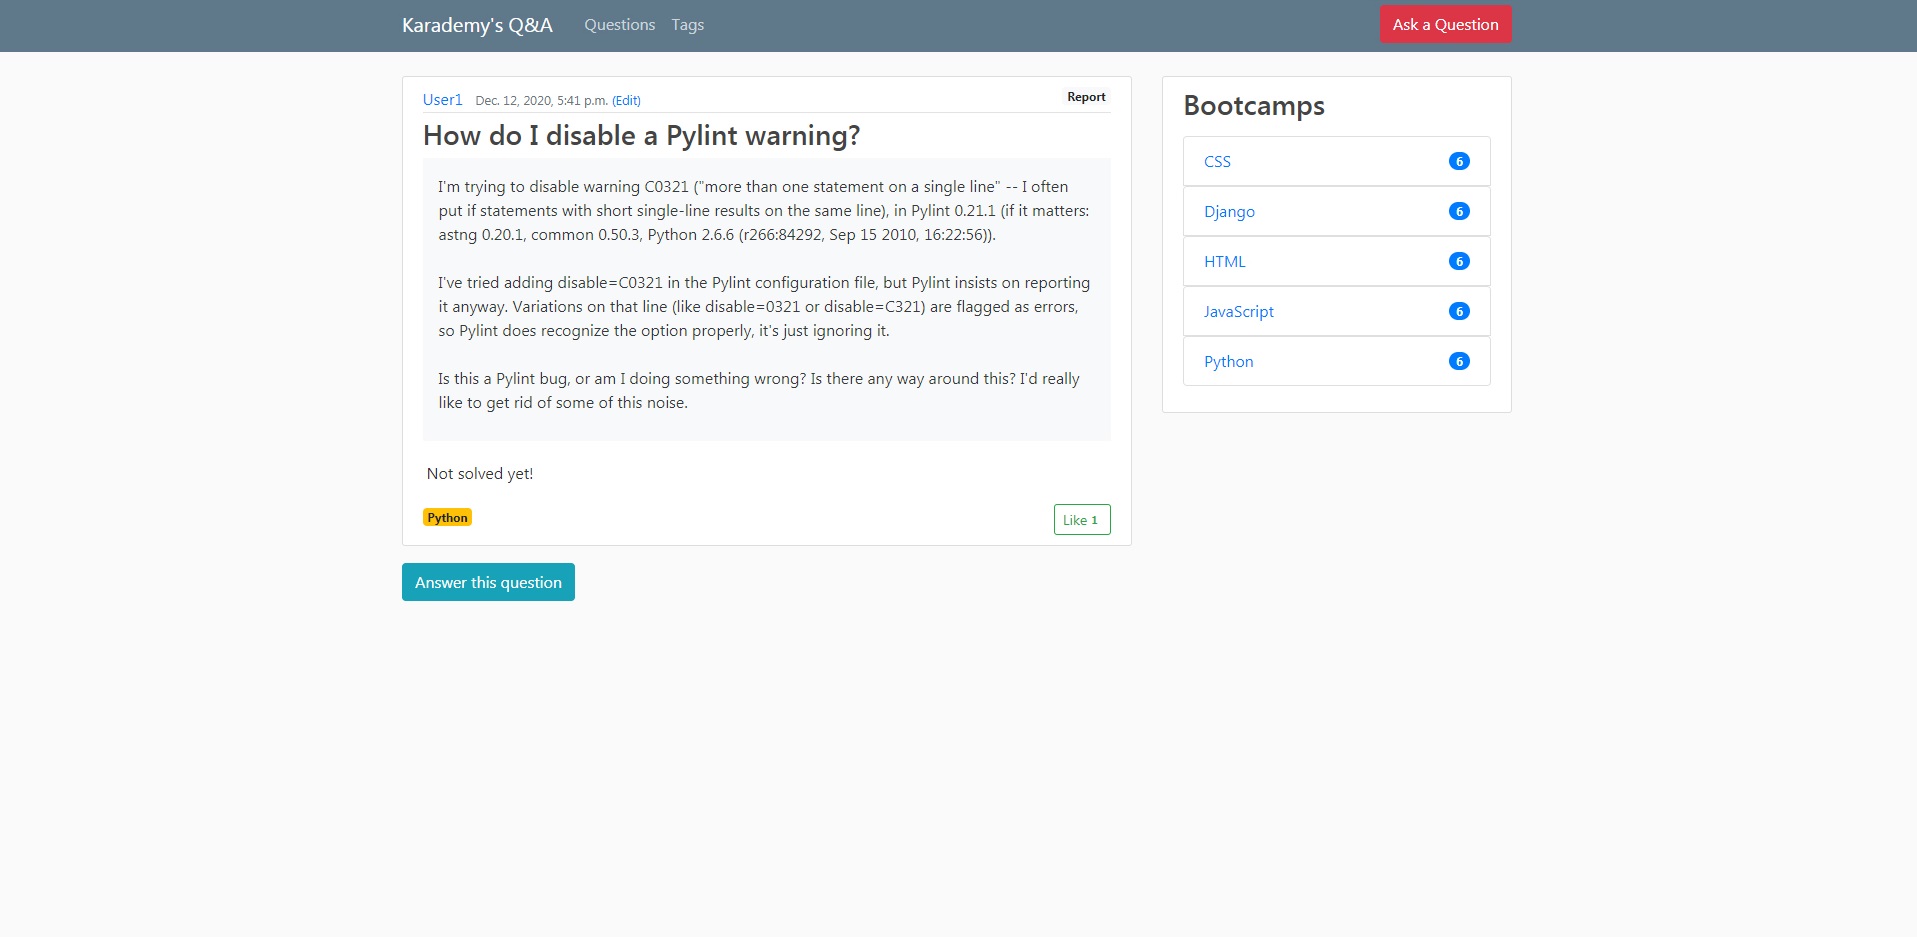 Karademy's Q&A Questions Tags Ask a Question
User1 Dec. 12, 2020, 5:41 p.m. (Edit) Report
How do I disable a Pylint warning?
I'm trying to disable warning C0321 ("more than one statement on a single line" -- I often
put if statements with short single-line results on the same line), in Pylint 0.21.1 (if it matters:
astng 0.20.1, common 0.50.3, Python 2.6.6 (r266:84292, Sep 15 2010, 16:22:56)).
I've tried adding disable=C0321 in the Pylint configuration file, but Pylint insists on reporting
it anyway. Variations on that line (like disable=0321 or disable=C321) are flagged as errors,
so Pylint does recognize the option properly, it's just ignoring it.
Is this a Pylint bug, or am I doing something wrong? Is there any way around this? I'd really
like to get rid of some of this noise.
Not solved yet!
Python Like 1
Answer this question
Bootcamps
CSS 6
Django 6
HTML 6
JavaScript 6
Python 6